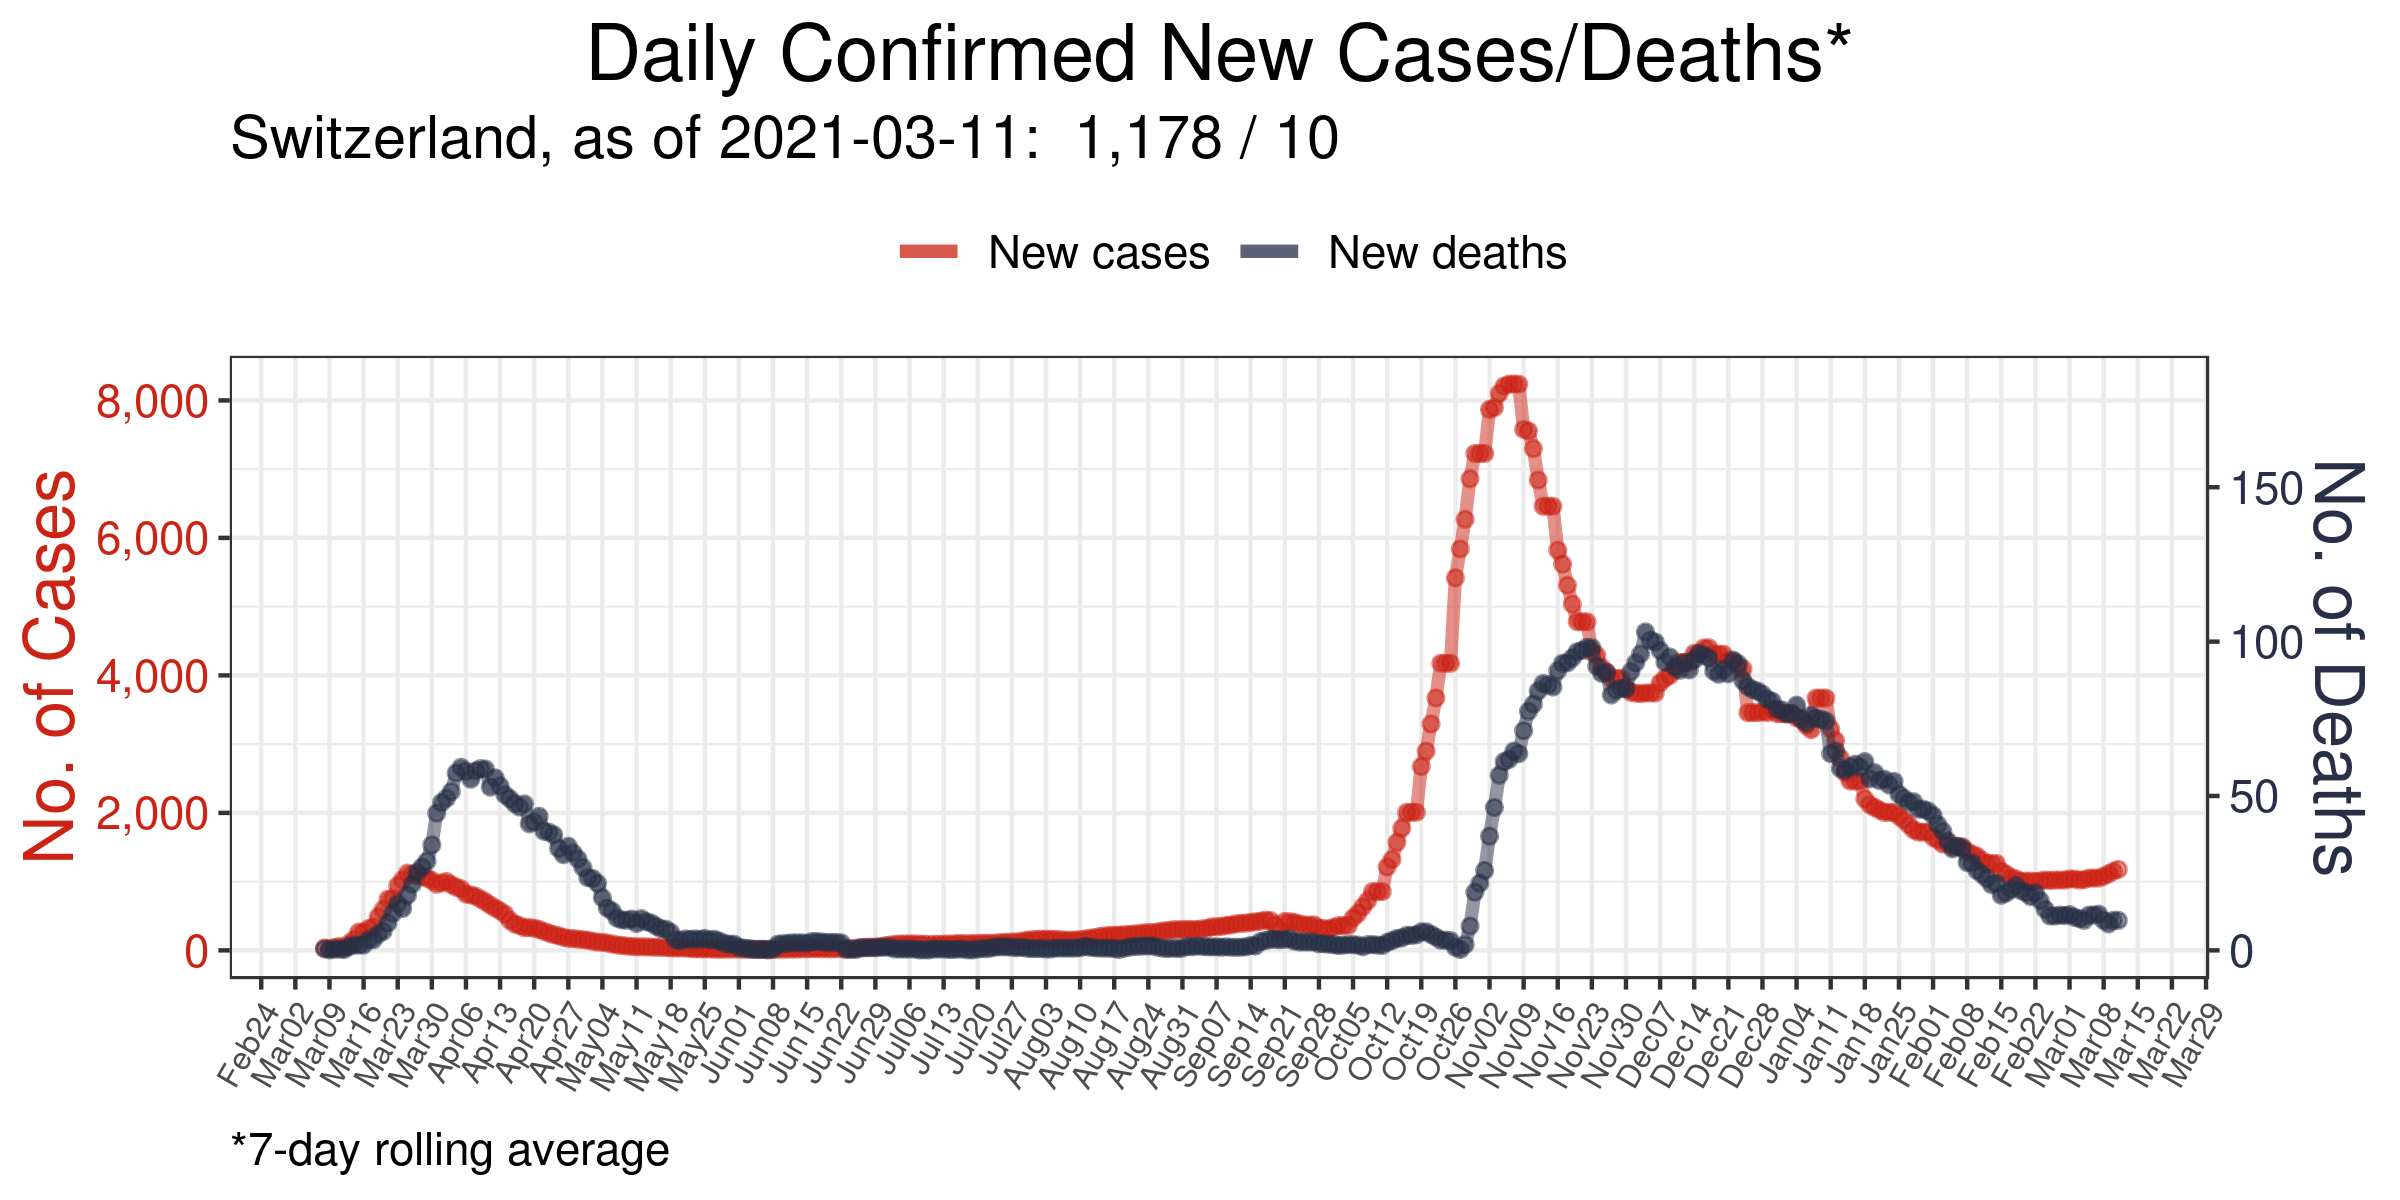 Daily Confirmed New Cases/Deaths*
Switzerland, as of 2021-03-11:  1,178 / 10
New cases
New deaths
No. of Cases
8,000
6,000
4,000
2,000
0
150
100
50
0
No. of Deaths
Feb24
Mar02
Mar09
Mar16
Mar23
Mar30
Apr06
Apr13
Apr20
Apr27
May04
May11
May18
May25
Jun01
Jun08
Jun15
Jun22
Jun29
Jul06
Jul13
Jul20
Jul27
Aug03
Aug10
Aug17
Aug24
Aug31
Sep07
Sep14
Sep21
Sep28
Oct05
Oct12
Oct19
Oct26
Nov02
Nov09
Nov16
Nov23
Nov30
Dec07
Dec14
Dec21
Dec28
Jan04
Jan11
Jan18
Jan25
Feb01
Feb08
Feb15
Feb22
Mar01
Mar08
Mar15
Mar22
Mar29
*7-day rolling average